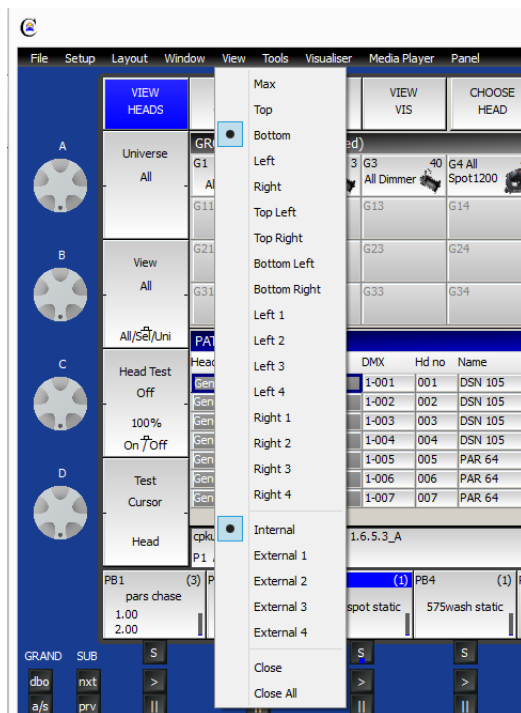 File Setup Layout Window View Tools Visualiser Media Player Panel
VIEW
HEADS
VIEW
VIS
CHOOSE
HEAD
A
Universe
All
B
View
All
All/Sel/Uni
C
Head Test
Off
100%
On / Off
D
Test
Cursor
Head
Max
Top
Bottom
Left
Right
Top Left
Top Right
Bottom Left
Bottom Right
Left 1
Left 2
Left 3
Left 4
Right 1
Right 2
Right 3
Right 4
Internal
External 1
External 2
External 3
External 4
Close
Close All
G1
3 G3 40 G4 All
All Dimmer Spot1200
G11 G13 G14
G21 G23 G24
G31 G33 G34
DMX Hd no Name
1-001 001 DSN 105
1-002 002 DSN 105
1-003 003 DSN 105
1-004 004 DSN 105
1-005 005 PAR 64
1-006 006 PAR 64
1-007 007 PAR 64
1.6.5.3_A
P1
PB1 (3)
pars chase
1.00
2.00
(1)
spot static
PB4 (1)
575wash static
GRAND SUB
S S S
dbo nxt > > >
a/s prv || || ||